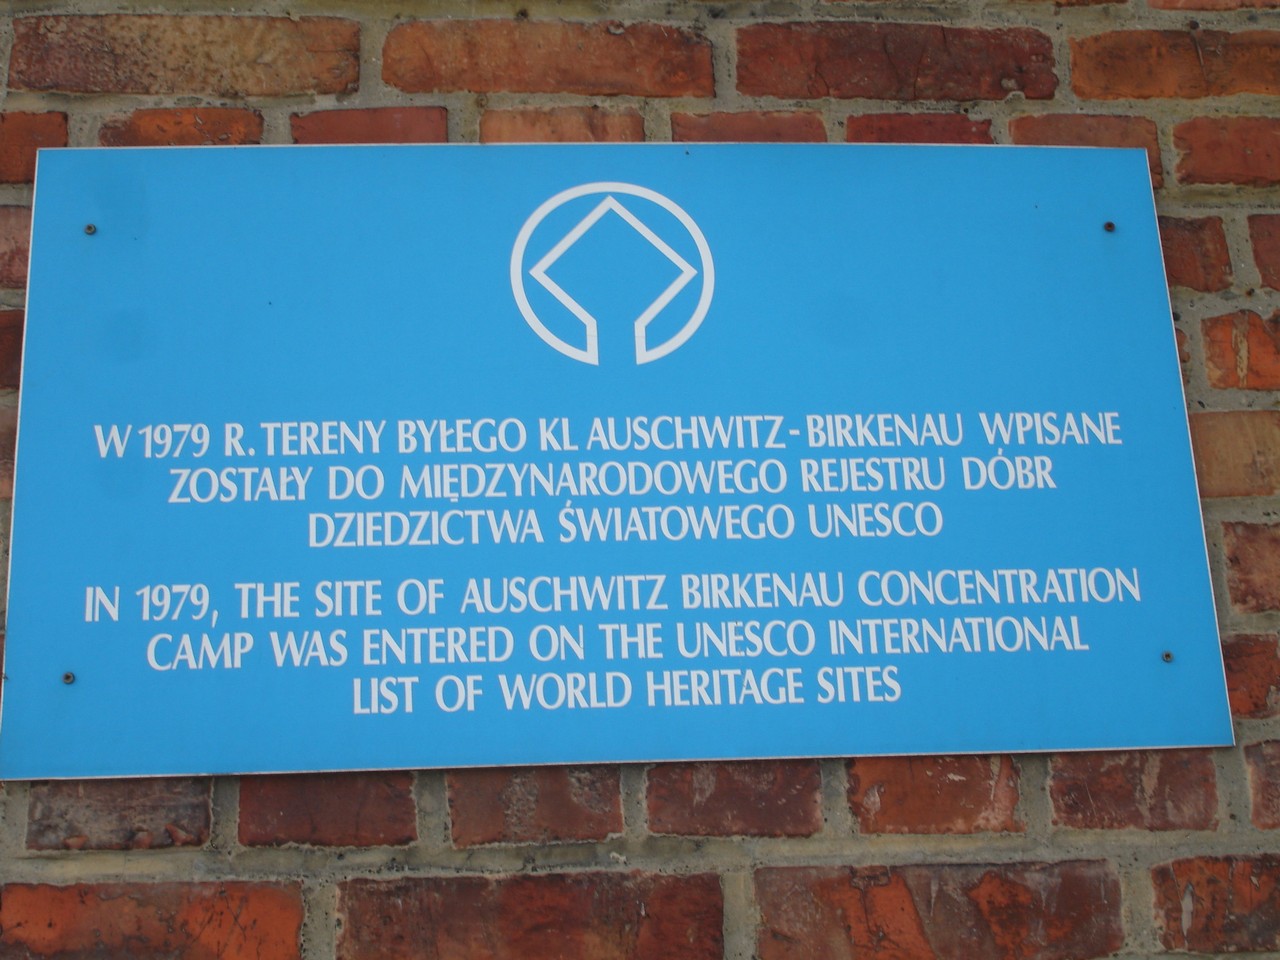 W 1979 R. TERENY BYŁEGO KL AUSCHWITZ-BIRKENAU WPISANE
ZOSTAŁY DO MIĘDZYNARODOWEGO REJESTRU DÓBR
DZIEDZICTWA ŚWIATOWEGO UNESCO
IN 1979, THE SITE OF AUSCHWITZ BIRKENAU CONCENTRATION
CAMP WAS ENTERED ON THE UNESCO INTERNATIONAL
LIST OF WORLD HERITAGE SITES